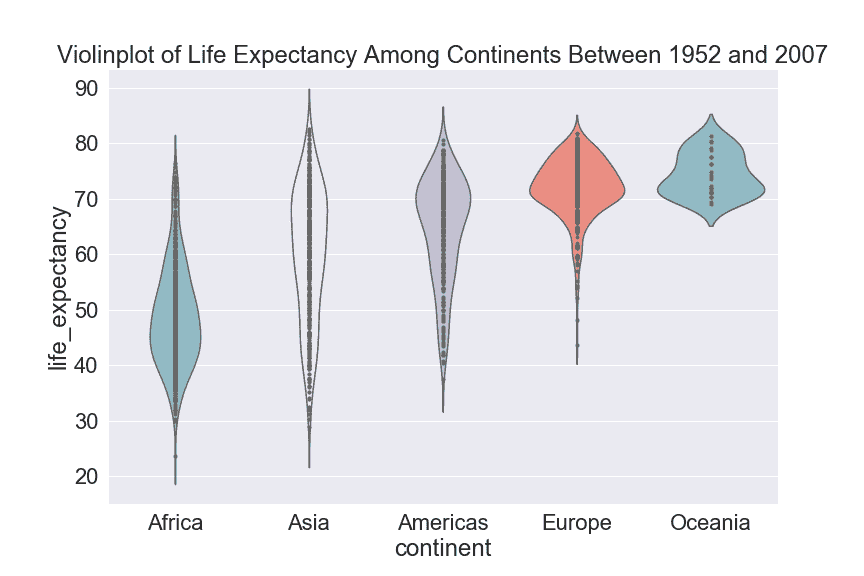 Violinplot of Life Expectancy Among Continents Between 1952 and 2007
90
80
70
60
50
40
30
20
life_expectancy
Africa
Asia
Americas
Europe
Oceania
continent